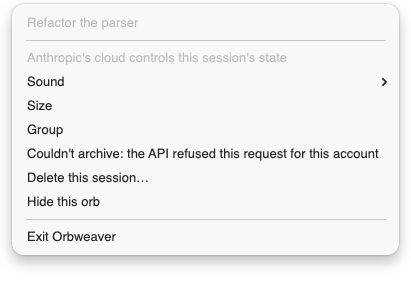 Refactor the parser
Anthropic's cloud controls this session's state
Sound
Size
Group
Couldn't archive: the API refused this request for this account
Delete this session…
Hide this orb
Exit Orbweaver